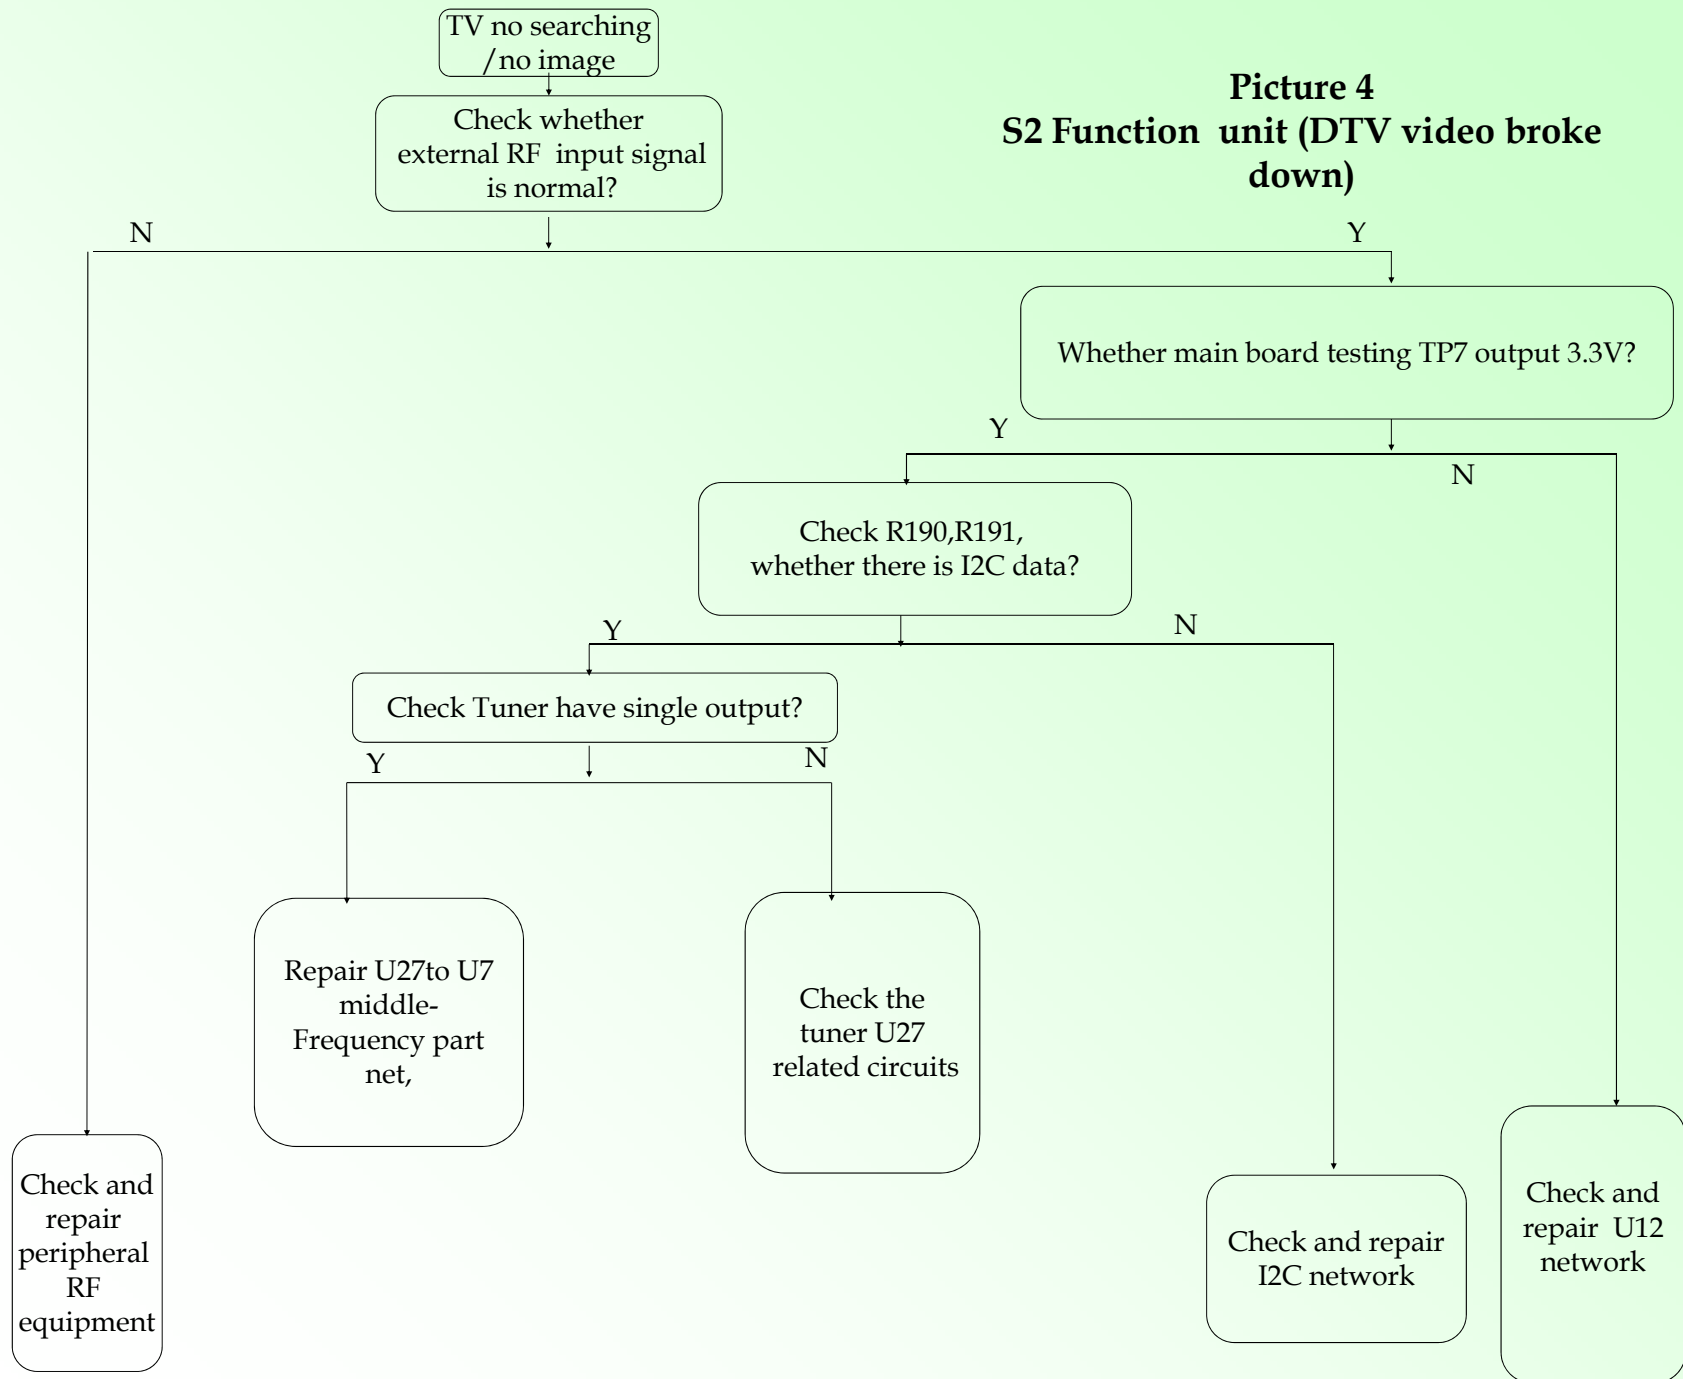 TV no searching
/no image
Picture 4
S2 Function unit (DTV video broke
down)
Check whether
external RF input signal
is normal?
N
Y
Whether main board testing TP7 output 3.3V?
Y
N
Check R190,R191,
whether there is I2C data?
Y
N
Check Tuner have single output?
Y
N
Repair U27to U7
middle-
Frequency part
net,
Check the
tuner U27
related circuits
Check and
repair
peripheral
RF
equipment
Check and repair
I2C network
Check and
repair U12
network